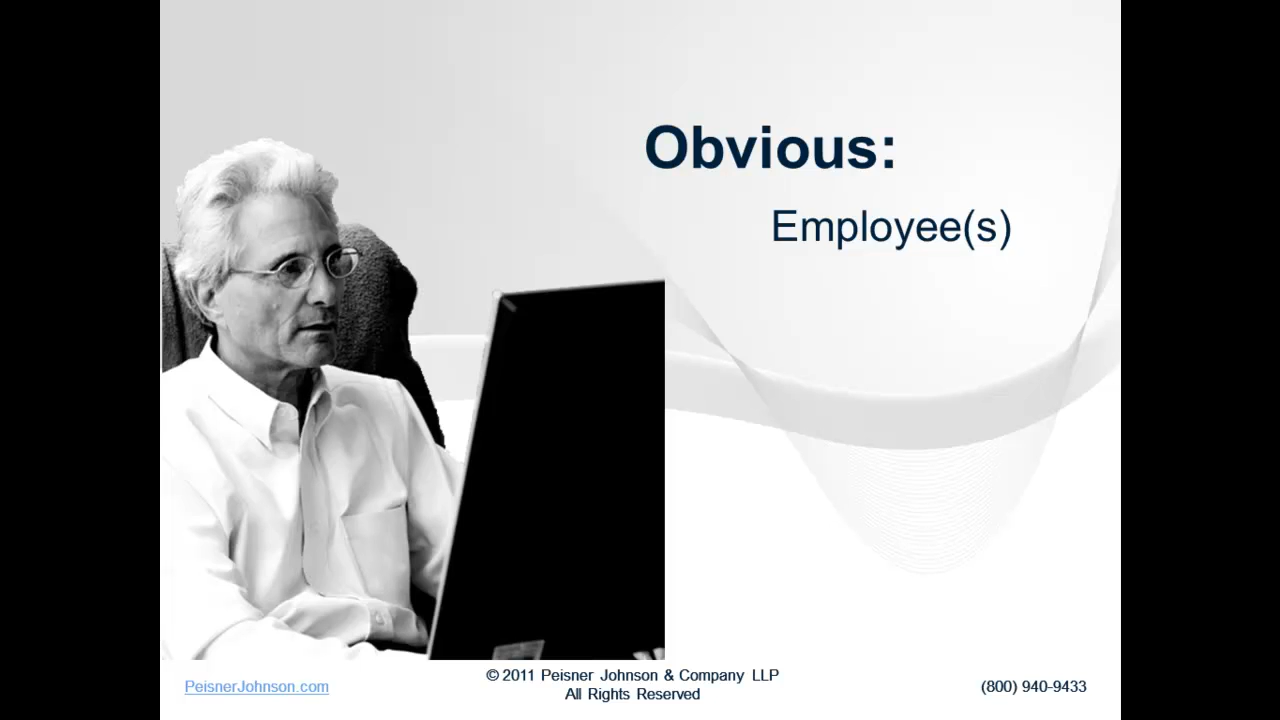 Obvious:
Employee(s)
PeisnerJohnson.com
© 2011 Peisner Johnson & Company LLP
All Rights Reserved
(800) 940-9433